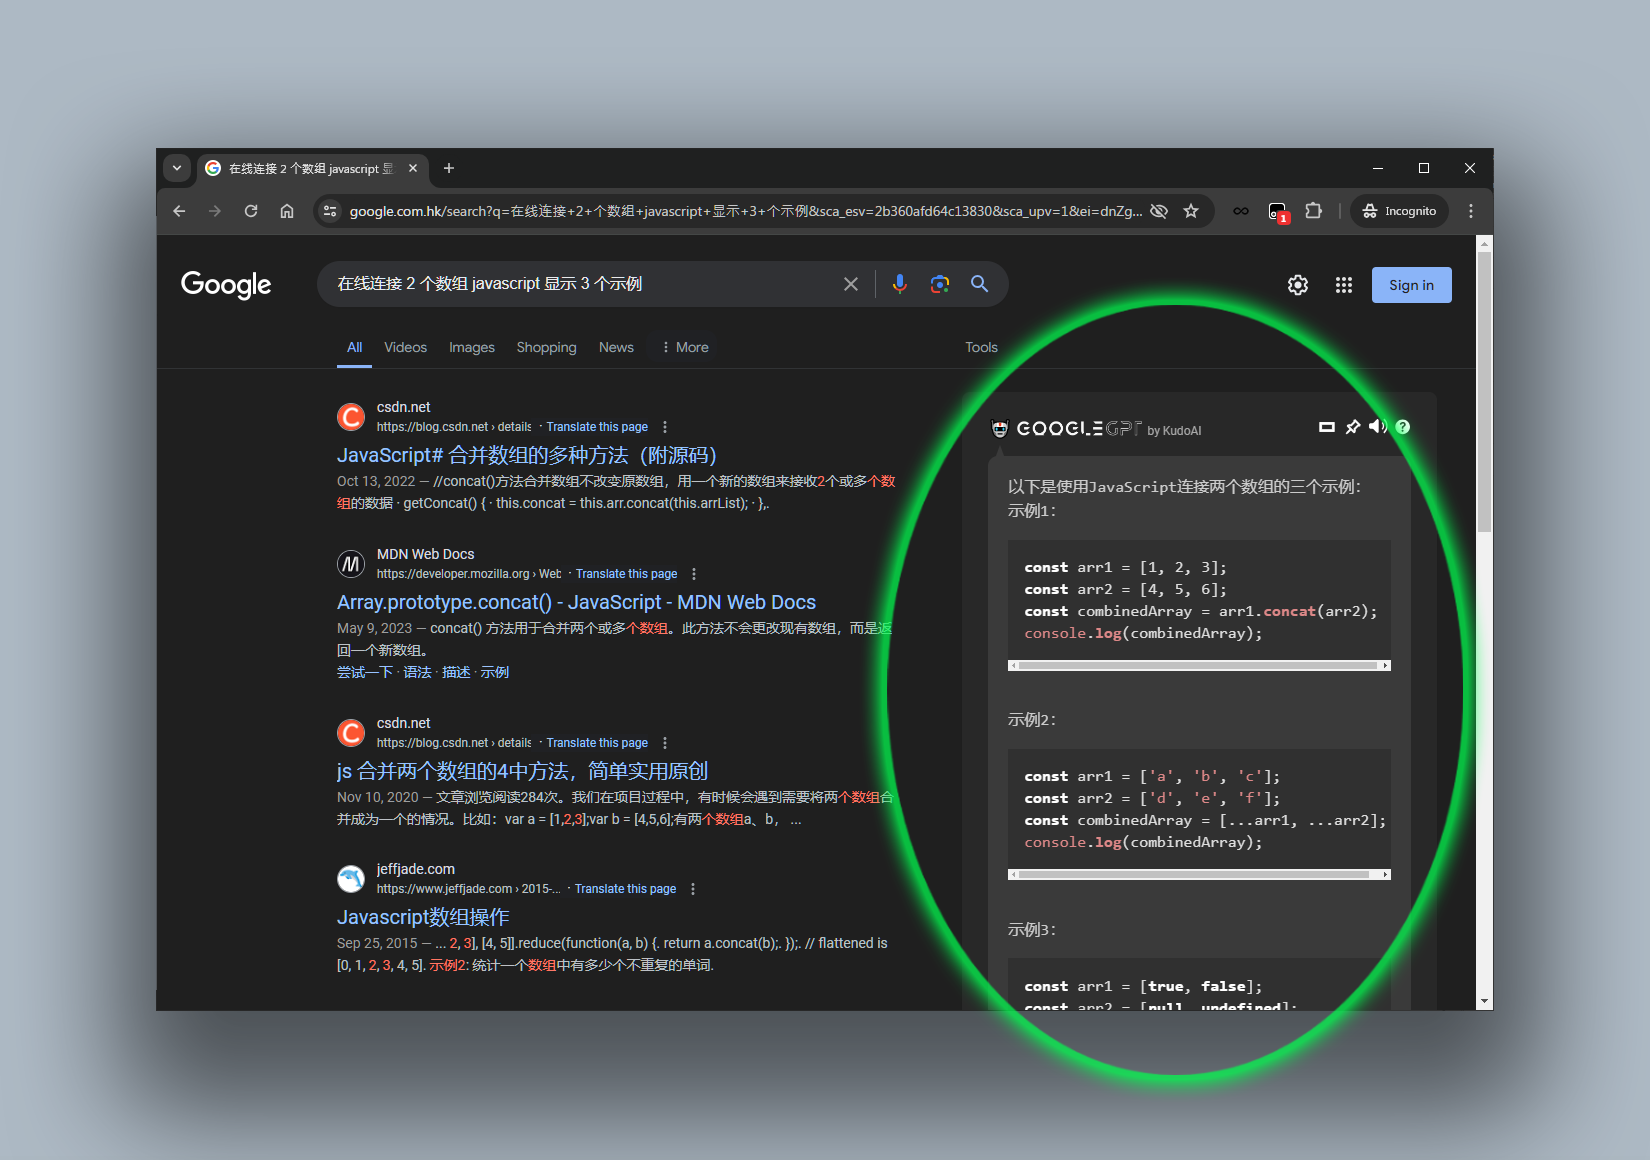 在线连接 2 个数组 javascript 显
google.com.hk/search?q=在线连接+2+个数组+javascript+显示+3+个示例&sca_esv=2b360afd64c13830&sca_upv=1&ei=dnZg...
1
Incognito
Google
在线连接 2 个数组 javascript 显示 3 个示例
Sign in
All Videos Images Shopping News More Tools
csdn.net
https://blog.csdn.net › details · Translate this page
JavaScript# 合并数组的多种方法（附源码）
Oct 13, 2022 — //concat()方法合并数组不改变原数组，用一个新的数组来接收2个或多个数
组的数据 · getConcat() { · this.concat = this.arr.concat(this.arrList); · },.
MDN Web Docs
https://developer.mozilla.org › Web · Translate this page
Array.prototype.concat() - JavaScript - MDN Web Docs
May 9, 2023 — concat() 方法用于合并两个或多个数组。此方法不会更改现有数组，而是返
回一个新数组。
尝试一下 · 语法 · 描述 · 示例
csdn.net
https://blog.csdn.net › details · Translate this page
js 合并两个数组的4中方法，简单实用原创
Nov 10, 2020 — 文章浏览阅读284次。我们在项目过程中，有时候会遇到需要将两个数组合
并成为一个的情况。比如：var a = [1,2,3];var b = [4,5,6];有两个数组a、b， ...
jeffjade.com
https://www.jeffjade.com › 2015-... · Translate this page
Javascript数组操作
Sep 25, 2015 — ... 2, 3], [4, 5]].reduce(function(a, b) {. return a.concat(b);. });. // flattened is
[0, 1, 2, 3, 4, 5]. 示例2: 统计一个数组中有多少个不重复的单词.
GOOGLEGPT by KudoAI
?
以下是使用JavaScript连接两个数组的三个示例：
示例1：
const arr1 = [1, 2, 3];
const arr2 = [4, 5, 6];
const combinedArray = arr1.concat(arr2);
console.log(combinedArray);
示例2：
const arr1 = ['a', 'b', 'c'];
const arr2 = ['d', 'e', 'f'];
const combinedArray = [...arr1, ...arr2];
console.log(combinedArray);
示例3：
const arr1 = [true, false];
const arr2 = [null, undefined];